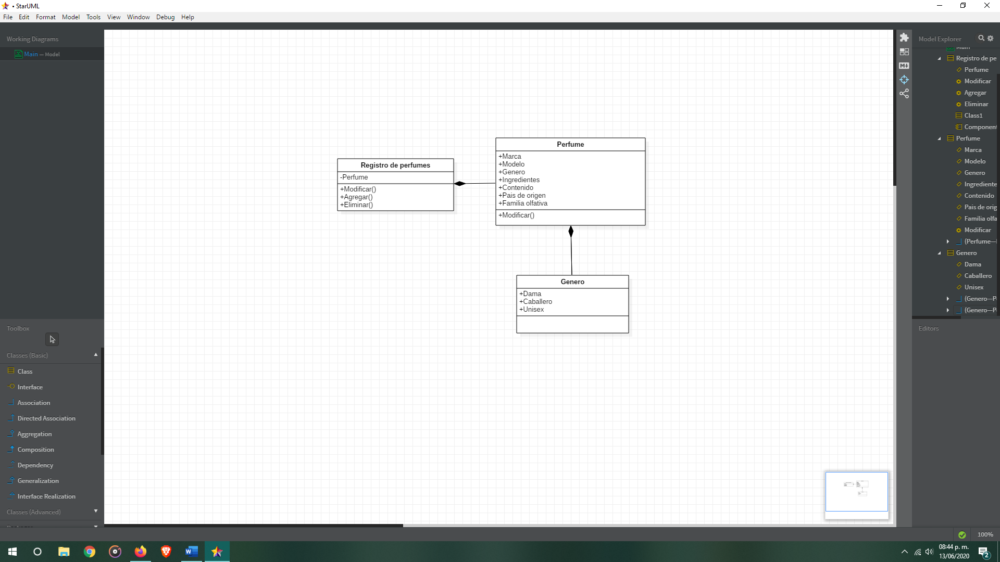 • StarUML
File Edit Format Model Tools View Window Debug Help
Working Diagrams
Main — Model
Toolbox
Classes (Basic)
Class
Interface
Association
Directed Association
Aggregation
Composition
Dependency
Generalization
Interface Realization
Classes (Advanced)
Registro de perfumes
-Perfume
+Modificar()
+Agregar()
+Eliminar()
Perfume
+Marca
+Modelo
+Genero
+Ingredientes
+Contenido
+Pais de origen
+Familia olfativa
+Modificar()
Genero
+Dama
+Caballero
+Unisex
Model Explorer
Main
Registro de pe
Perfume
Modificar
Agregar
Eliminar
Class1
Component
Perfume
Marca
Modelo
Genero
Ingrediente
Contenido
Pais de orig
Familia olfa
Modificar
(Perfume—
Genero
Dama
Caballero
Unisex
(Genero—P
(Genero—P
Editors
100%
08:44 p. m.
13/06/2020
2